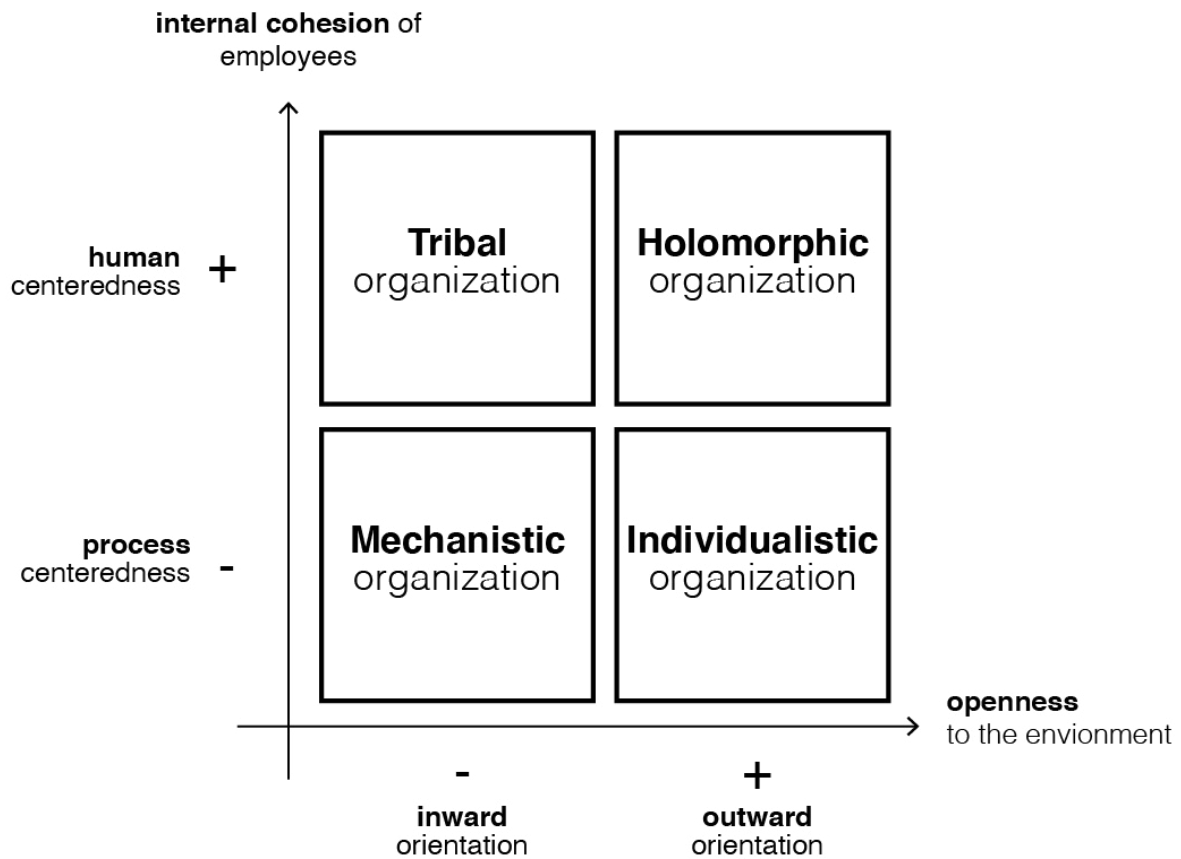 internal cohesion of
employees
human
centeredness
+
Tribal
organization
Holomorphic
organization
process
centeredness
-
Mechanistic
organization
Individualistic
organization
openness
to the envionment
-
inward
orientation
+
outward
orientation